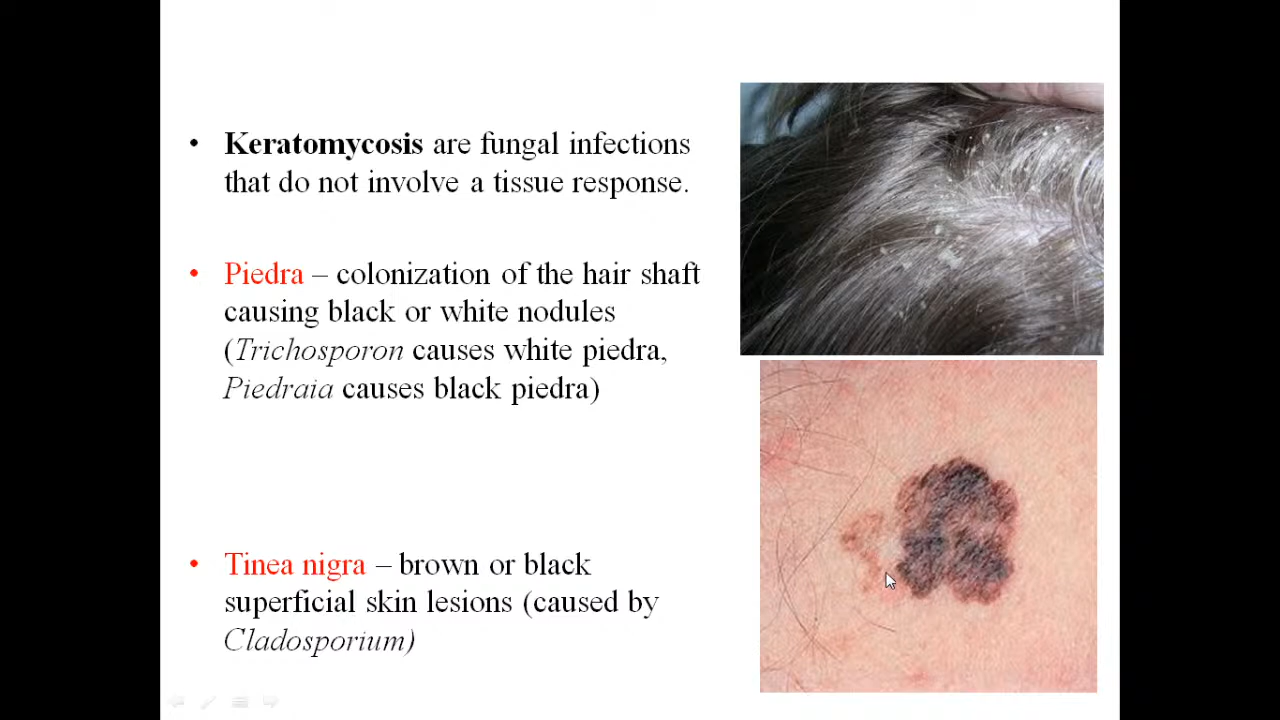 • Keratomycosis are fungal infections
that do not involve a tissue response.
• Piedra – colonization of the hair shaft
causing black or white nodules
(Trichosporon causes white piedra,
Piedraia causes black piedra)
• Tinea nigra – brown or black
superficial skin lesions (caused by
Cladosporium)